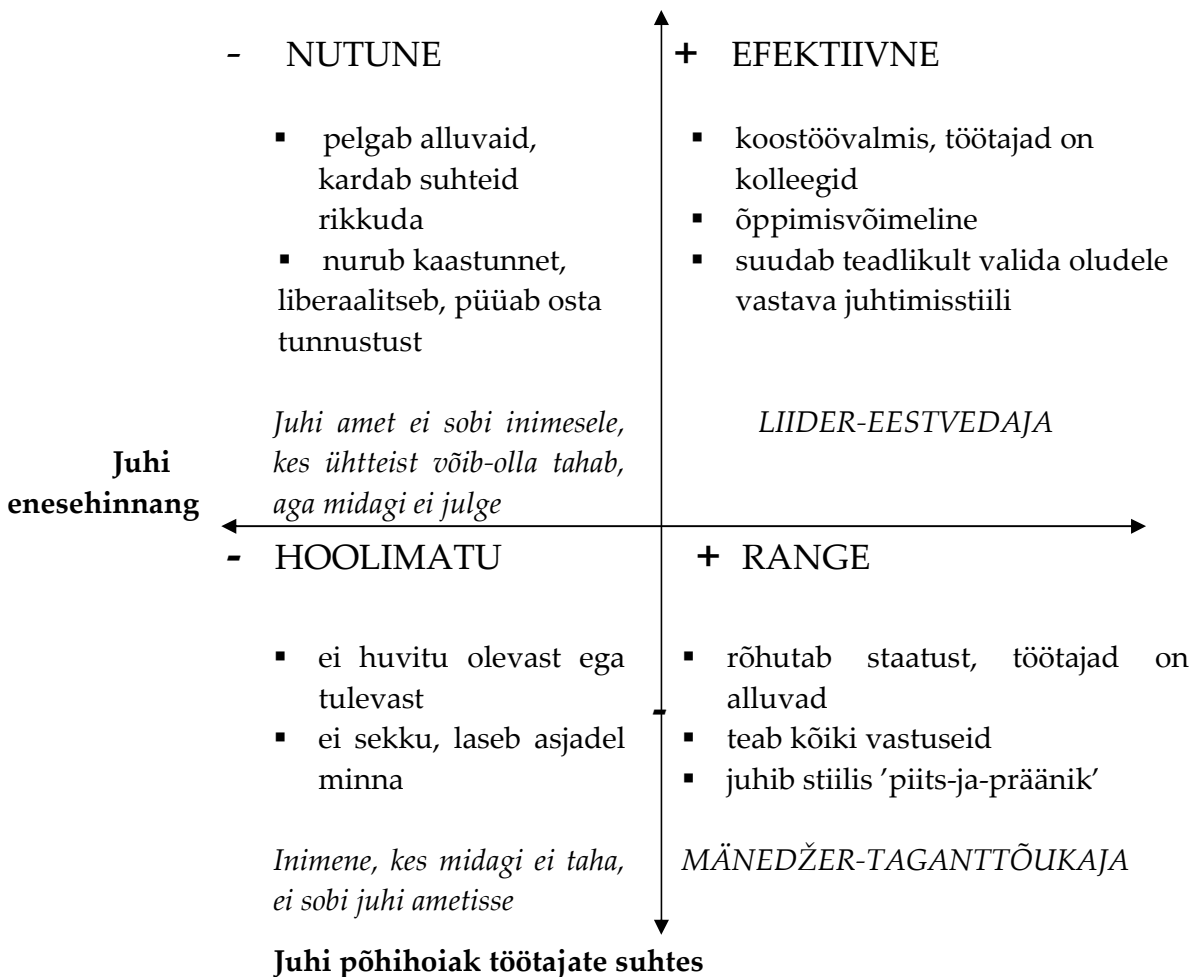 - NUTUNE
▪ pelgab alluvaid,
kardab suhteid
rikkuda
▪ nurub kaastunnet,
liberaalitseb, püüab osta
tunnustust
Juhi amet ei sobi inimesele,
kes ühtteist võib-olla tahab,
aga midagi ei julge
+ EFEKTIIVNE
▪ koostöövalmis, töötajad on
kolleegid
▪ õppimisvõimeline
▪ suudab teadlikult valida oludele
vastava juhtimisstiili
LIIDER-EESTVEDAJA
Juhi
enesehinnang
- HOOLIMATU
▪ ei huvitu olevast ega
tulevast
▪ ei sekku, laseb asjadel
minna
Inimene, kes midagi ei taha,
ei sobi juhi ametisse
+ RANGE
▪ rõhutab staatust, töötajad on
alluvad
-
▪ teab kõiki vastuseid
▪ juhib stiilis ’piits-ja-präänik’
MÄNEDŽER-TAGANTTÕUKAJA
Juhi põhihoiak töötajate suhtes